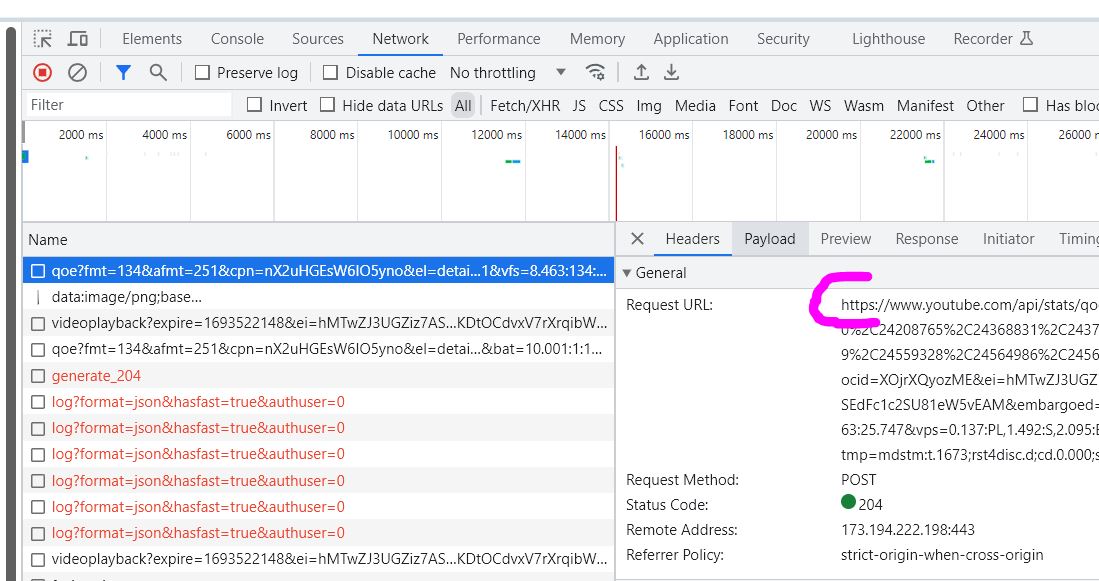 Elements Console Sources Network Performance Memory Application Security Lighthouse Recorder
Preserve log Disable cache No throttling
Filter Invert Hide data URLs All Fetch/XHR JS CSS Img Media Font Doc WS Wasm Manifest Other Has bloc
2000 ms 4000 ms 6000 ms 8000 ms 10000 ms 12000 ms 14000 ms 16000 ms 18000 ms 20000 ms 22000 ms 24000 ms 26000
Name
qoe?fmt=134&afmt=251&cpn=nX2uHGEsW6IO5yno&el=detai...1&vfs=8.463:134:...
data:image/png;base...
videoplayback?expire=1693522148&ei=hMTwZJ3UGZiz7AS...KDtOCdvxV7rXrqibW...
qoe?fmt=134&afmt=251&cpn=nX2uHGEsW6IO5yno&el=detai...&bat=10.001:1:1...
generate_204
log?format=json&hasfast=true&authuser=0
log?format=json&hasfast=true&authuser=0
log?format=json&hasfast=true&authuser=0
log?format=json&hasfast=true&authuser=0
log?format=json&hasfast=true&authuser=0
log?format=json&hasfast=true&authuser=0
videoplayback?expire=1693522148&ei=hMTwZJ3UGZiz7AS...KDtOCdvxV7rXrqibW...
Headers Payload Preview Response Initiator Timing
General
Request URL: https://www.youtube.com/api/stats/qo
0%2C24208765%2C24368831%2C2437
9%2C24559328%2C24564986%2C2456
ocid=XOjrXQyozME&ei=hMTwZJ3UGZ
SEdFc1c2SU81eW5vEAM&embargoed=
63:25.747&vps=0.137:PL,1.492:S,2.095:B
tmp=mdstm:t.1673;rst4disc.d;cd.0.000;s
Request Method: POST
Status Code: 204
Remote Address: 173.194.222.198:443
Referrer Policy: strict-origin-when-cross-origin